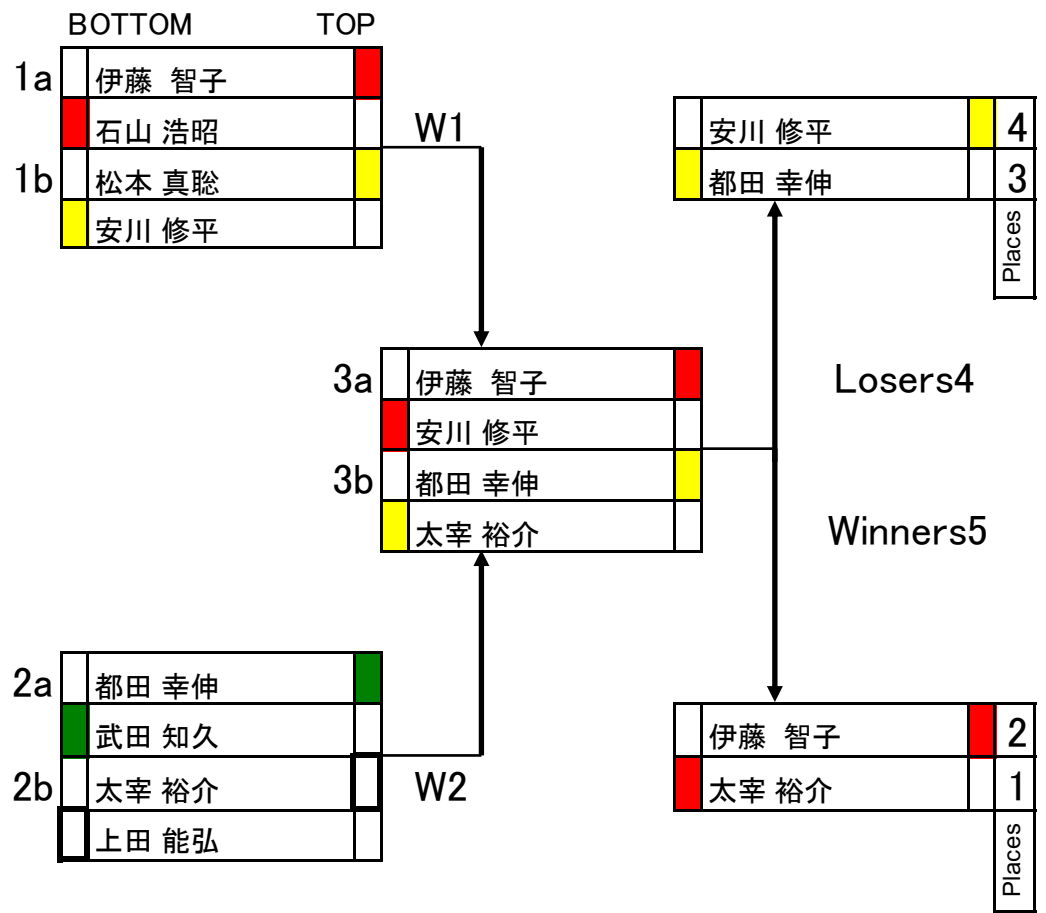 BOTTOM TOP
1a 伊藤 智子
石山 浩昭
1b 松本 真聡
安川 修平
W1
安川 修平 4
都田 幸伸 3
Places
3a 伊藤 智子
安川 修平
3b 都田 幸伸
太宰 裕介
Losers4
Winners5
2a 都田 幸伸
武田 知久
2b 太宰 裕介
上田 能弘
W2
伊藤 智子 2
太宰 裕介 1
Places